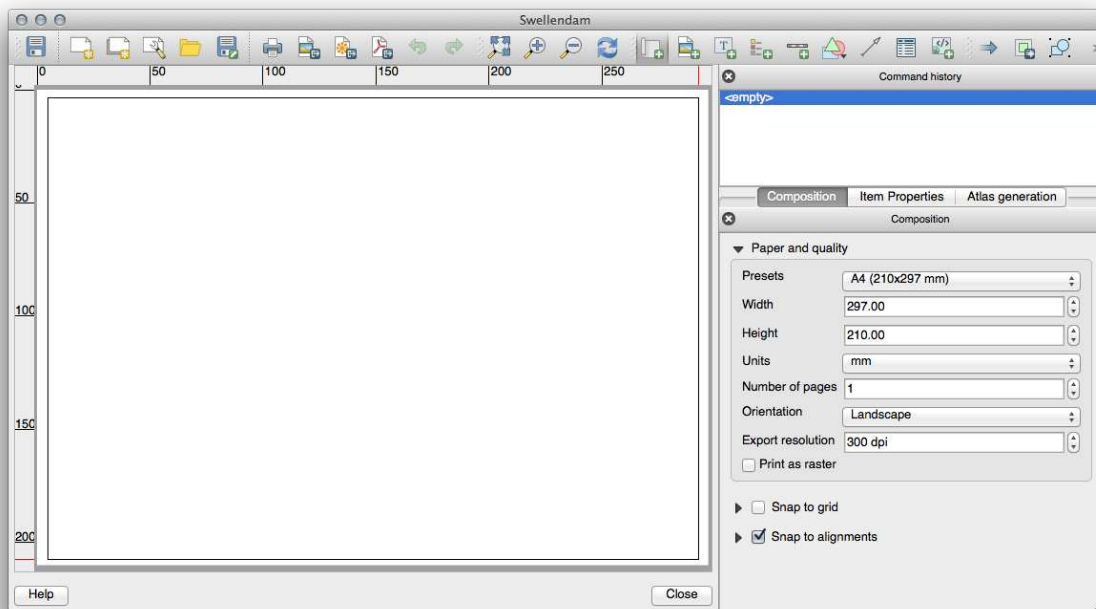 Swellendam
0 50 100 150 200 250
Command history
<empty>
Composition Item Properties Atlas generation
Composition
Paper and quality
Presets A4 (210x297 mm)
Width 297.00
Height 210.00
Units mm
Number of pages 1
Orientation Landscape
Export resolution 300 dpi
Print as raster
Snap to grid
Snap to alignments
50
100
150
200
Help Close